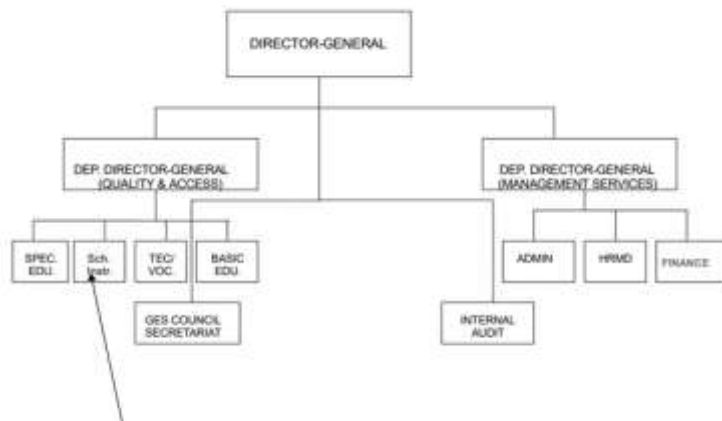 DIRECTOR-GENERAL
DEP. DIRECTOR-GENERAL
(QUALITY & ACCESS)
DEP. DIRECTOR-GENERAL
(MANAGEMENT SERVICES)
SPEC.
EDU.
Sch.
Instr.
TEC/
VOC.
BASIC
EDU.
ADMIN
HRMD
FINANCE
GES COUNCIL
SECRETARIAT
INTERNAL
AUDIT